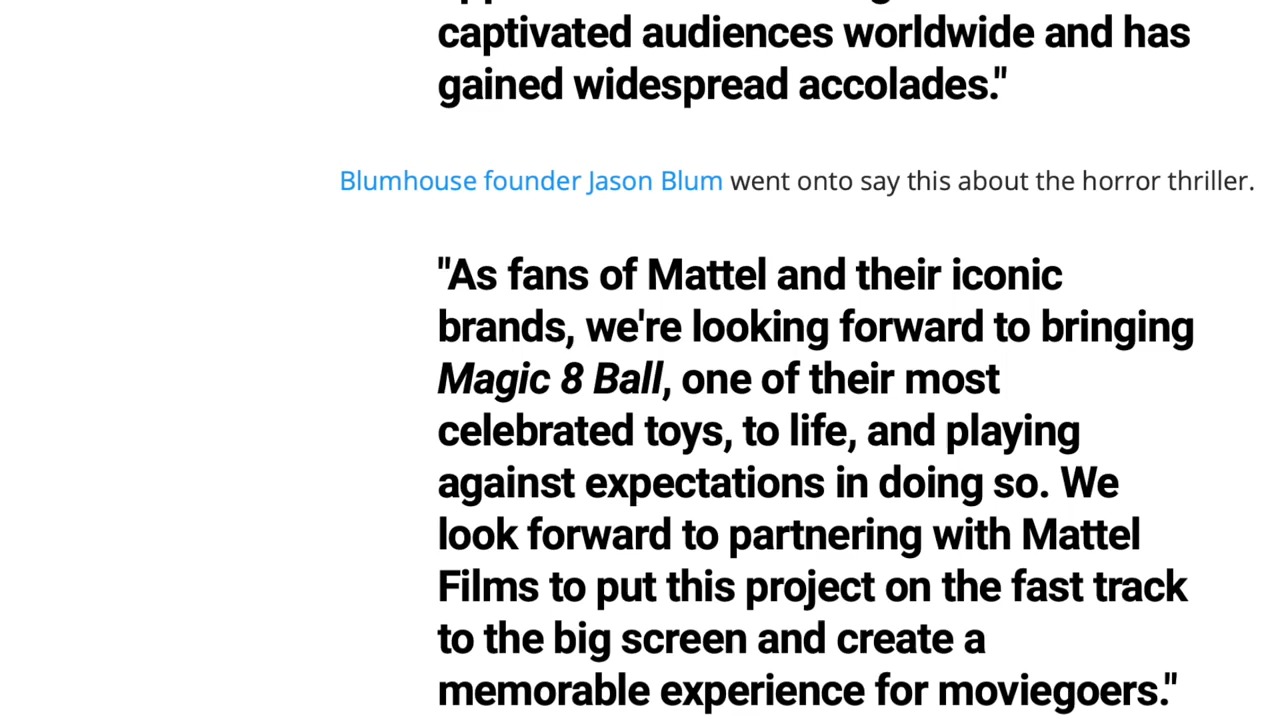 captivated audiences worldwide and has
gained widespread accolades."
Blumhouse founder Jason Blum went onto say this about the horror thriller.
"As fans of Mattel and their iconic
brands, we're looking forward to bringing
Magic 8 Ball, one of their most
celebrated toys, to life, and playing
against expectations in doing so. We
look forward to partnering with Mattel
Films to put this project on the fast track
to the big screen and create a
memorable experience for moviegoers."